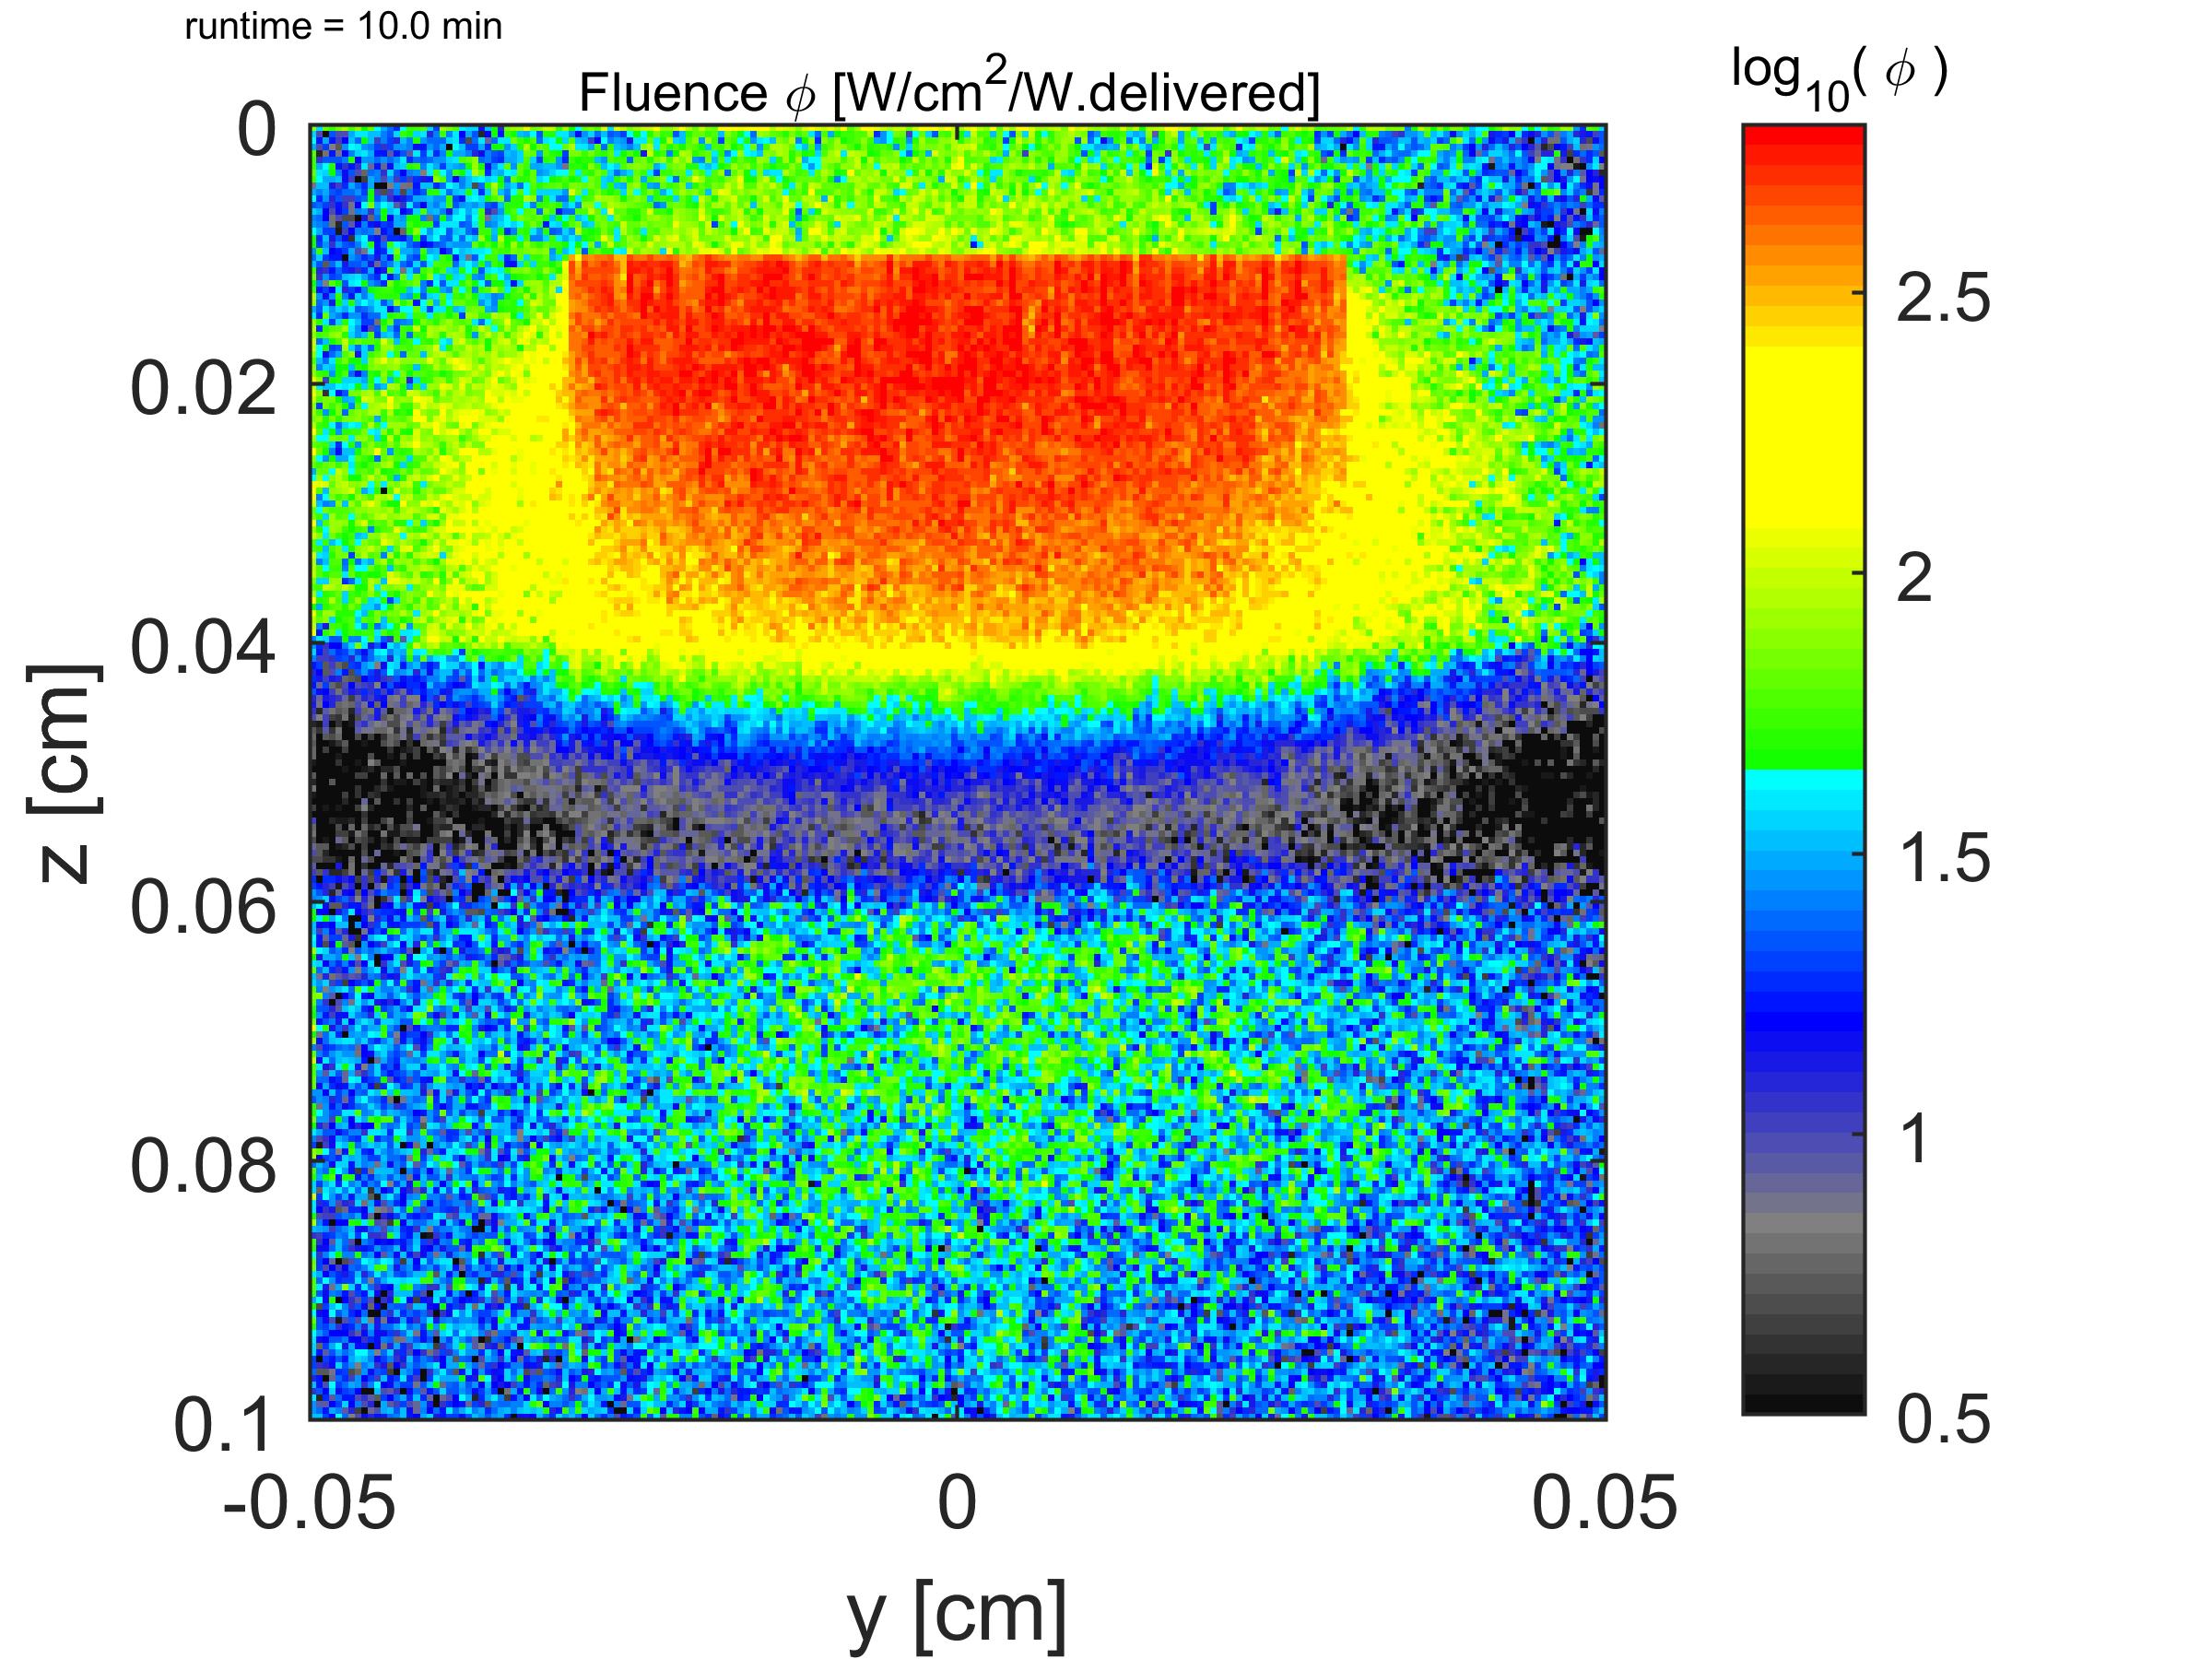 runtime = 10.0 min
Fluence ϕ [W/cm²/W.delivered]
log₁₀( ϕ )
0
0.02
0.04
0.06
0.08
0.1
z [cm]
-0.05
0
0.05
y [cm]
2.5
2
1.5
1
0.5